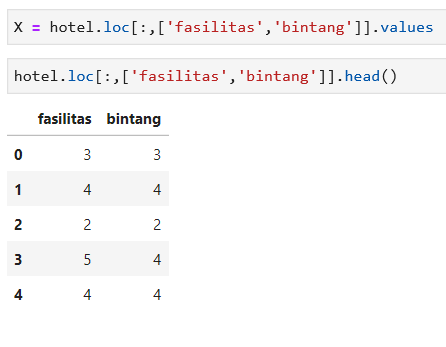 X = hotel.loc[:,['fasilitas','bintang']].values
hotel.loc[:,['fasilitas','bintang']].head()
fasilitas bintang
0 3 3
1 4 4
2 2 2
3 5 4
4 4 4